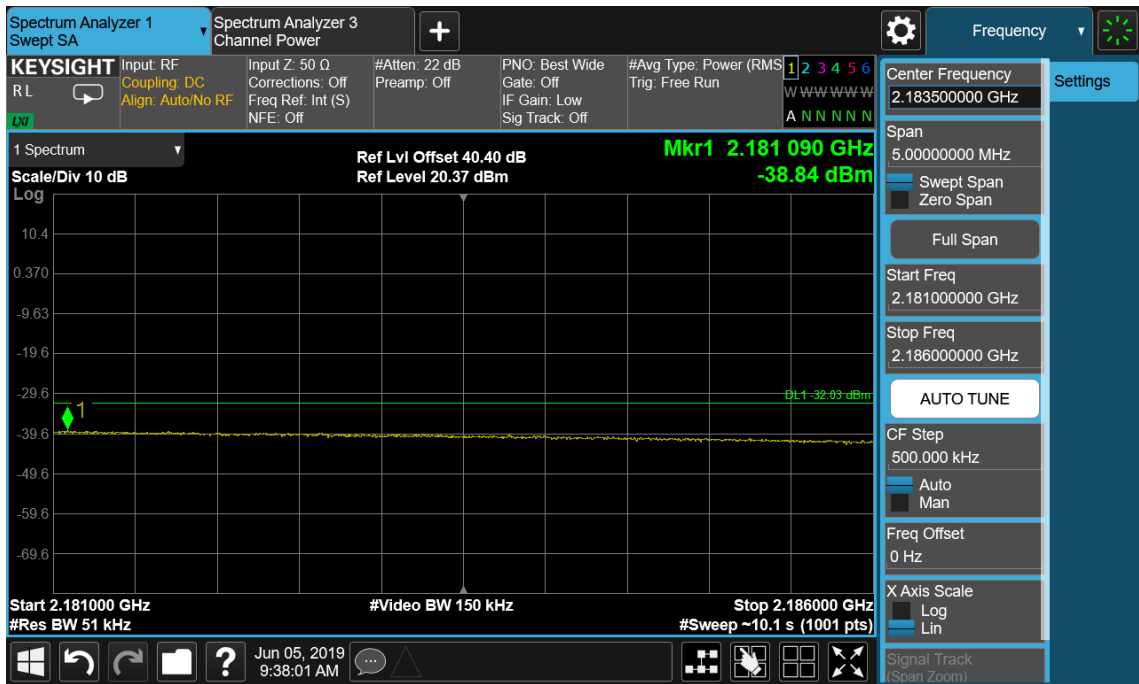 Spectrum Analyzer 1
Swept SA
Spectrum Analyzer 3
Channel Power
Frequency
KEYSIGHT
R L
LXI
Input: RF
Coupling: DC
Align: Auto/No RF
Input Z: 50 Ω
Corrections: Off
Freq Ref: Int (S)
NFE: Off
#Atten: 22 dB
Preamp: Off
PNO: Best Wide
Gate: Off
IF Gain: Low
Sig Track: Off
#Avg Type: Power (RMS
Trig: Free Run
1 2 3 4 5 6
W W W W W W
A N N N N N
1 Spectrum
Scale/Div 10 dB
Ref Lvl Offset 40.40 dB
Ref Level 20.37 dBm
Mkr1 2.181 090 GHz
-38.84 dBm
Log
10.4
0.370
-9.63
-19.6
-29.6
-39.6
-49.6
-59.6
-69.6
DL1 -32.03 dBm
1
Start 2.181000 GHz
#Res BW 51 kHz
#Video BW 150 kHz
Stop 2.186000 GHz
#Sweep ~10.1 s (1001 pts)
Center Frequency
2.183500000 GHz
Span
5.00000000 MHz
Swept Span
Zero Span
Full Span
Start Freq
2.181000000 GHz
Stop Freq
2.186000000 GHz
AUTO TUNE
CF Step
500.000 kHz
Auto
Man
Freq Offset
0 Hz
X Axis Scale
Log
Lin
Signal Track
(Span Zoom)
Settings
?
Jun 05, 2019
9:38:01 AM